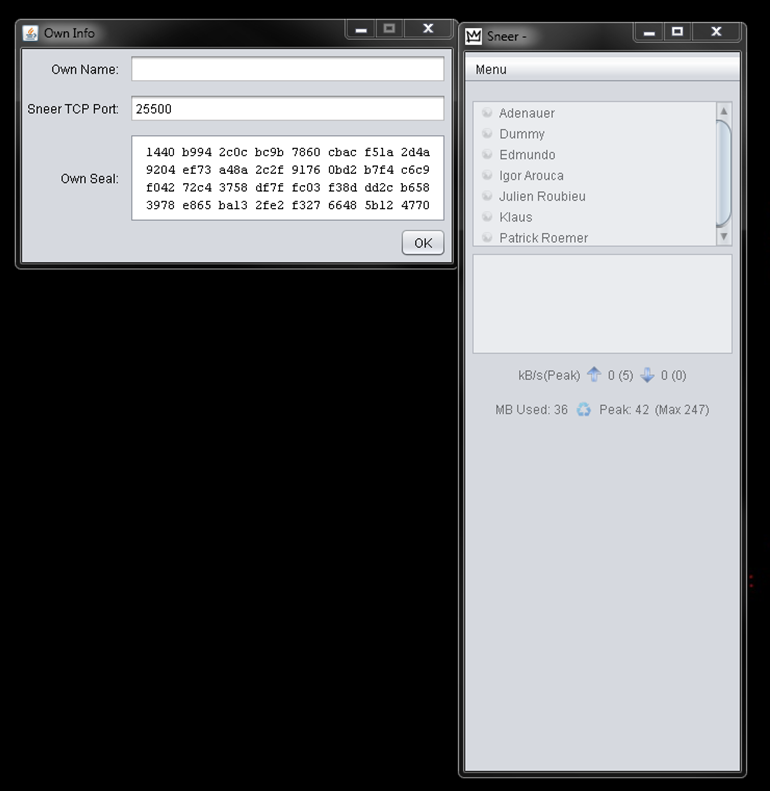 Own Info
Own Name:
Sneer TCP Port: 25500
Own Seal:
1440 b994 2c0c bc9b 7860 cbac f51a 2d4a
9204 ef73 a48a 2c2f 9176 0bd2 b7f4 c6c9
f042 72c4 3758 df7f fc03 f38d dd2c b658
3978 e865 ba13 2fe2 f327 6648 5b12 4770
OK
Sneer -
Menu
Adenauer
Dummy
Edmundo
Igor Arouca
Julien Roubieu
Klaus
Patrick Roemer
kB/s(Peak) 0 (5) 0 (0)
MB Used: 36 Peak: 42 (Max 247)